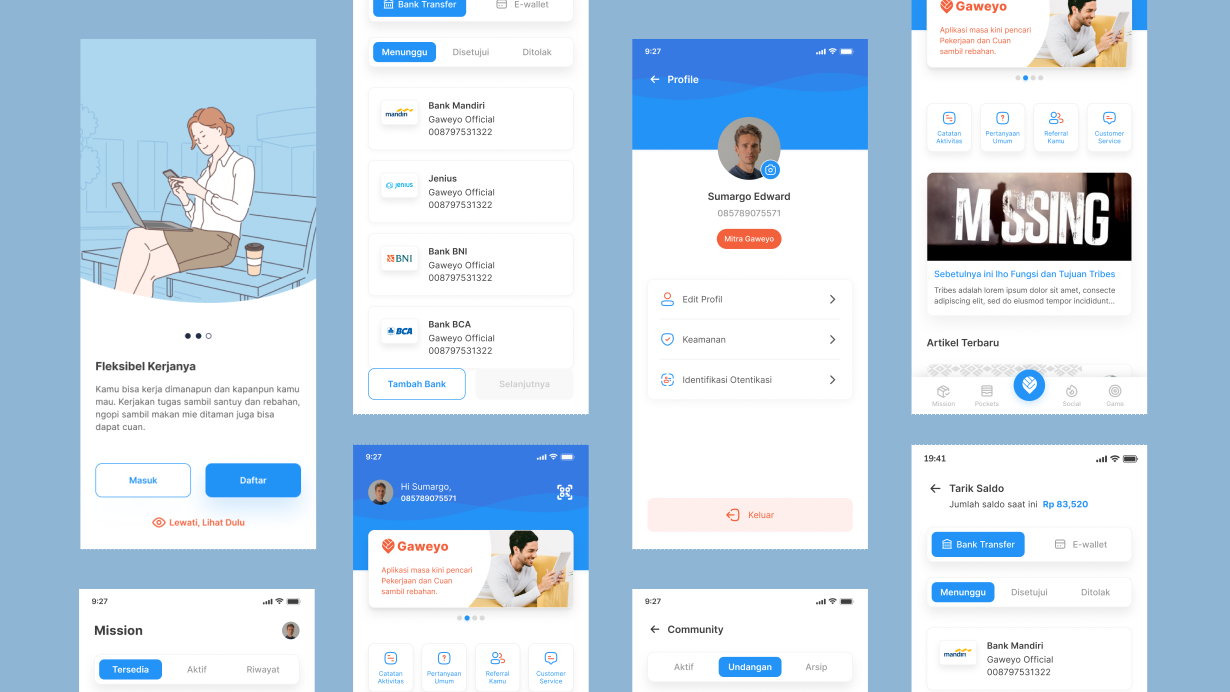 Fleksibel Kerjanya
Kamu bisa kerja dimanapun dan kapanpun kamu
mau. Kerjakan tugas sambil santuy dan rebahan,
ngopi sambil makan mie ditaman juga bisa
dapat cuan.
Masuk
Daftar
Lewati, Lihat Dulu
9:27
Mission
Tersedia
Aktif
Riwayat
Bank Transfer
E-wallet
Menunggu
Disetujui
Ditolak
mandiri
Bank Mandiri
Gaweyo Official
008797531322
Jenius
Jenius
Gaweyo Official
008797531322
BNI
Bank BNI
Gaweyo Official
008797531322
BCA
Bank BCA
Gaweyo Official
008797531322
Tambah Bank
Selanjutnya
9:27
Hi Sumargo,
085789075571
Gaweyo
Aplikasi masa kini pencari
Pekerjaan dan Cuan
sambil rebahan.
Catatan
Aktivitas
Pertanyaan
Umum
Referral
Kamu
Customer
Service
9:27
Profile
Sumargo Edward
085789075571
Mitra Gaweyo
Edit Profil
Keamanan
Identifikasi Otentikasi
Keluar
9:27
Community
Aktif
Undangan
Arsip
Gaweyo
Aplikasi masa kini pencari
Pekerjaan dan Cuan
sambil rebahan.
Catatan
Aktivitas
Pertanyaan
Umum
Referral
Kamu
Customer
Service
MISSING
Sebetulnya ini lho Fungsi dan Tujuan Tribes
Tribes adalah lorem ipsum dolor sit amet, consecte
adipiscing elit, sed do eiusmod tempor incididunt...
Artikel Terbaru
Mission
Pockets
Social
Game
19:41
Tarik Saldo
Jumlah saldo saat ini Rp 83,520
Bank Transfer
E-wallet
Menunggu
Disetujui
Ditolak
mandiri
Bank Mandiri
Gaweyo Official
008797531322